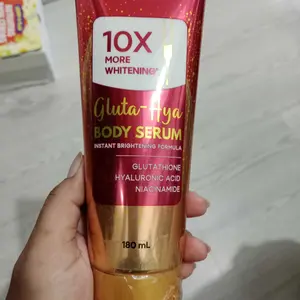 10X
MORE
WHITENING*
Gluta-Hya
BODY SERUM
INSTANT BRIGHTENING FORMULA
GLUTATHIONE
HYALURONIC ACID
NIACINAMIDE
180 mL